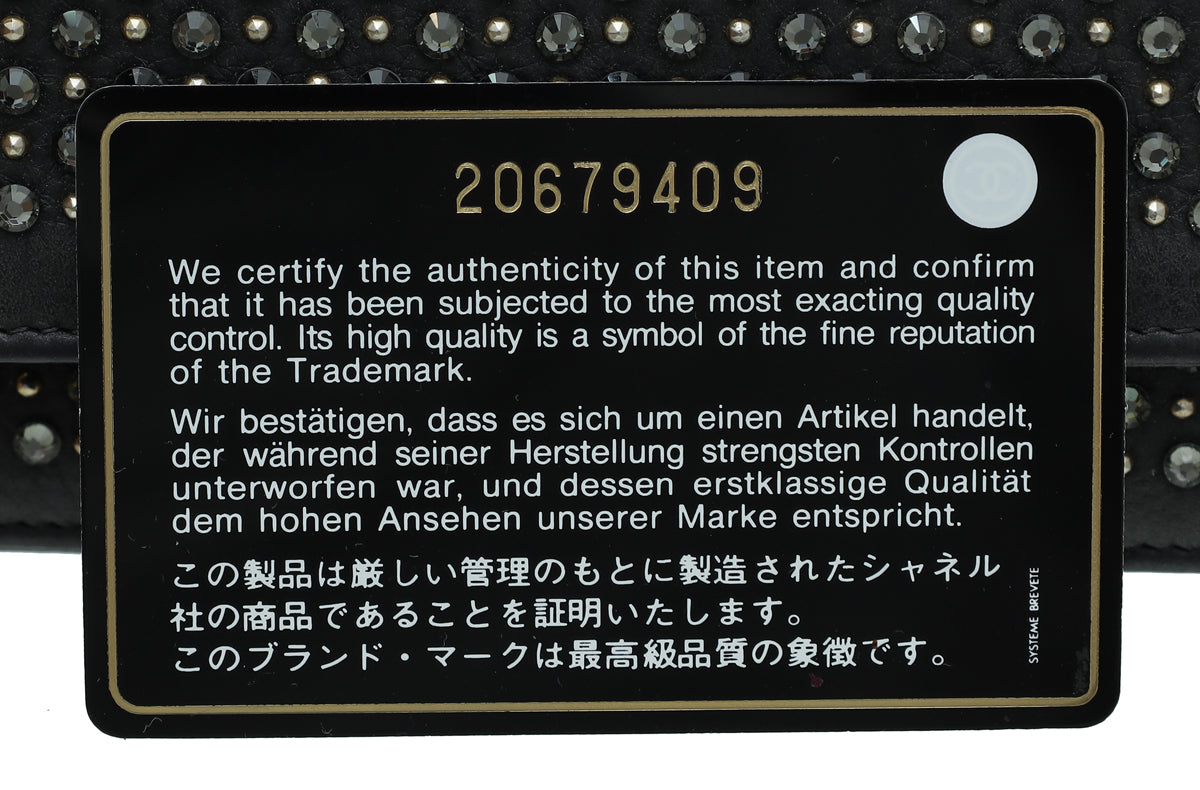 20679409
We certify the authenticity of this item and confirm
that it has been subjected to the most exacting quality
control. Its high quality is a symbol of the fine reputation
of the Trademark.
Wir bestätigen, dass es sich um einen Artikel handelt,
der während seiner Herstellung strengsten Kontrollen
unterworfen war, und dessen erstklassige Qualität
dem hohen Ansehen unserer Marke entspricht.
この製品は厳しい管理のもとに製造されたシャネル
社の商品であることを証明いたします。
このブランド・マークは最高級品質の象徴です。
SYSTEME BREVETE